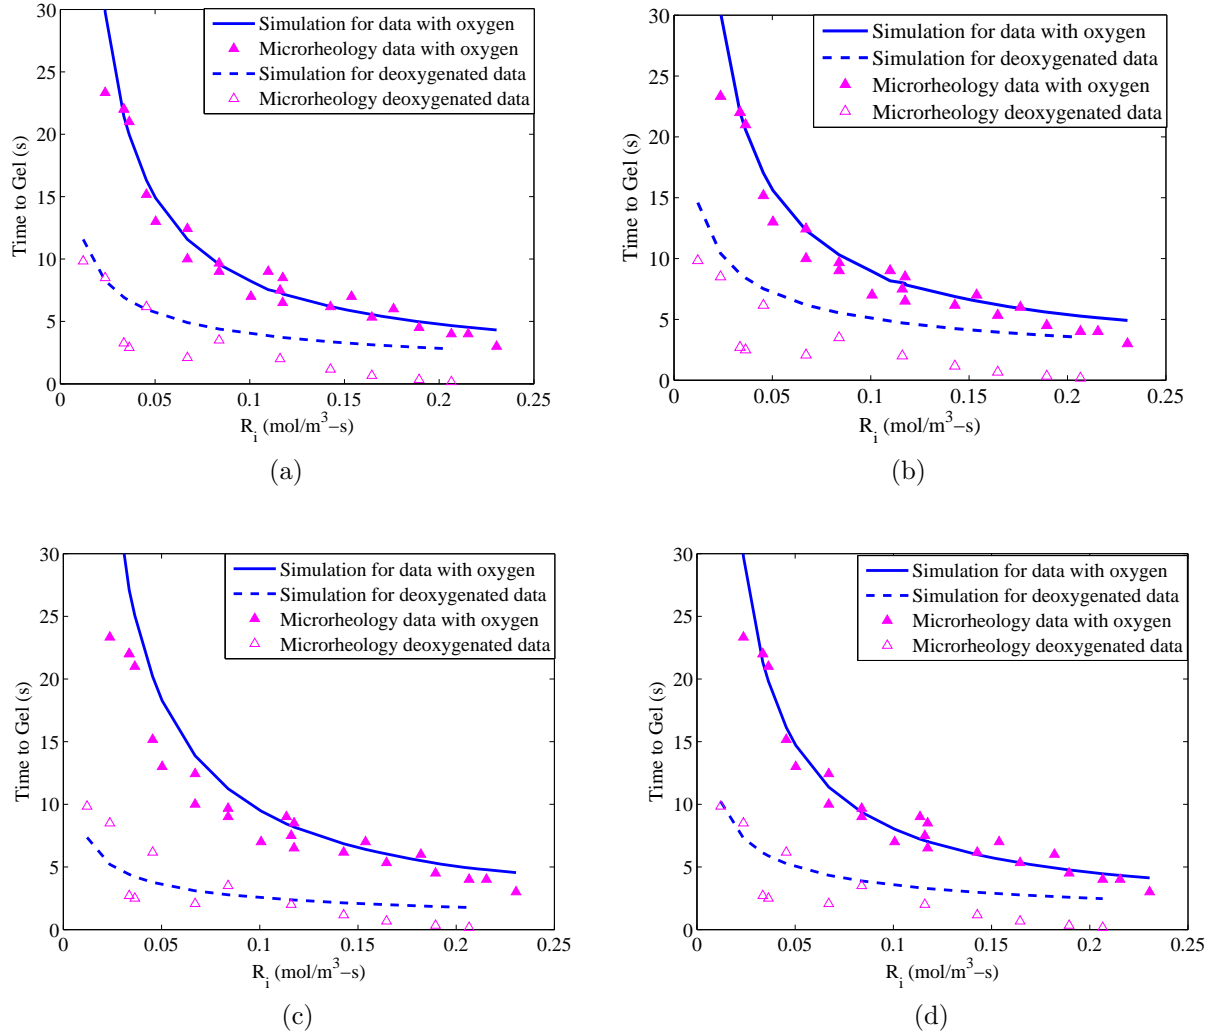 30
25
20
15
10
5
0
Time to Gel (s)
0 0.05 0.1 0.15 0.2 0.25
R_i (mol/m^3−s)
Simulation for data with oxygen
Microrheology data with oxygen
Simulation for deoxygenated data
Microrheology deoxygenated data
(a)
30
25
20
15
10
5
0
Time to Gel (s)
0 0.05 0.1 0.15 0.2 0.25
R_i (mol/m^3−s)
Simulation for data with oxygen
Simulation for deoxygenated data
Microrheology data with oxygen
Microrheology deoxygenated data
(b)
30
25
20
15
10
5
0
Time to Gel (s)
0 0.05 0.1 0.15 0.2 0.25
R_i (mol/m^3−s)
Simulation for data with oxygen
Simulation for deoxygenated data
Microrheology data with oxygen
Microrheology deoxygenated data
(c)
30
25
20
15
10
5
0
Time to Gel (s)
0 0.05 0.1 0.15 0.2 0.25
R_i (mol/m^3−s)
Simulation for data with oxygen
Simulation for deoxygenated data
Microrheology data with oxygen
Microrheology deoxygenated data
(d)